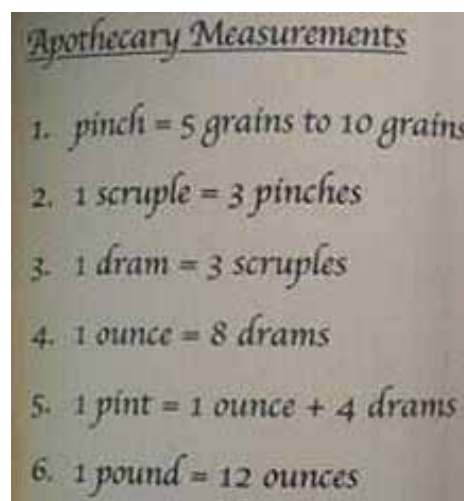 Apothecary Measurements
1. pinch = 5 grains to 10 grains
2. 1 scruple = 3 pinches
3. 1 dram = 3 scruples
4. 1 ounce = 8 drams
5. 1 pint = 1 ounce + 4 drams
6. 1 pound = 12 ounces